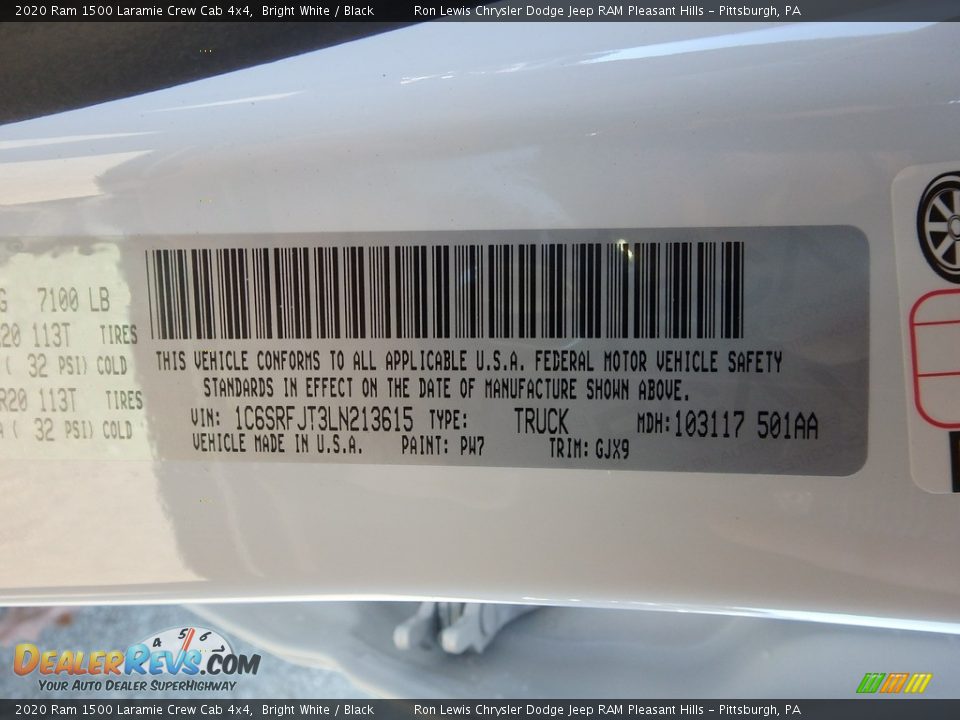 2020 Ram 1500 Laramie Crew Cab 4x4, Bright White / Black Ron Lewis Chrysler Dodge Jeep RAM Pleasant Hills – Pittsburgh, PA
7100 LB
113T TIRES
( 32 PSI) COLD
R20 113T TIRES
( 32 PSI) COLD
THIS VEHICLE CONFORMS TO ALL APPLICABLE U.S.A. FEDERAL MOTOR VEHICLE SAFETY
STANDARDS IN EFFECT ON THE DATE OF MANUFACTURE SHOWN ABOVE.
VIN: 1C6SRFJT3LN213615 TYPE: TRUCK MDH:103117 501AA
VEHICLE MADE IN U.S.A. PAINT: PW7 TRIM: GJX9
4 5 6
DealerRevs.com
Your Auto Dealer SuperHighway
2020 Ram 1500 Laramie Crew Cab 4x4, Bright White / Black Ron Lewis Chrysler Dodge Jeep RAM Pleasant Hills – Pittsburgh, PA